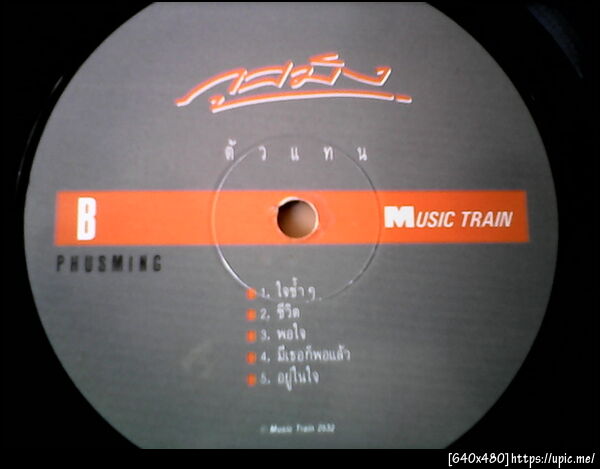 ภูสมิง
ตัวแทน
B
MUSIC TRAIN
PHUSMING
1. ใจช้ำๆ
2. ชีวิต
3. พอใจ
4. มีเธอก็พอแล้ว
5. อยู่ในใจ
© Music Train 2532
[640x480]https://upic.me/